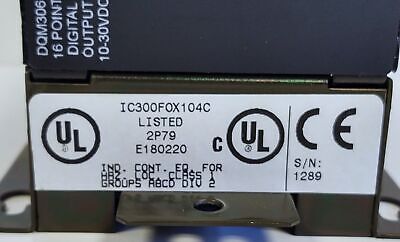 DQM306
16 POINT
DIGITAL
OUTPUT
10-30VDC
IC300FOX104C
LISTED
2P79
E180220
UL
C UL
CE
S/N:
1289
IND. CONT. EQ. FOR
HAZ. LOC. CLASS 1
GROUPS ABCD DIV 2